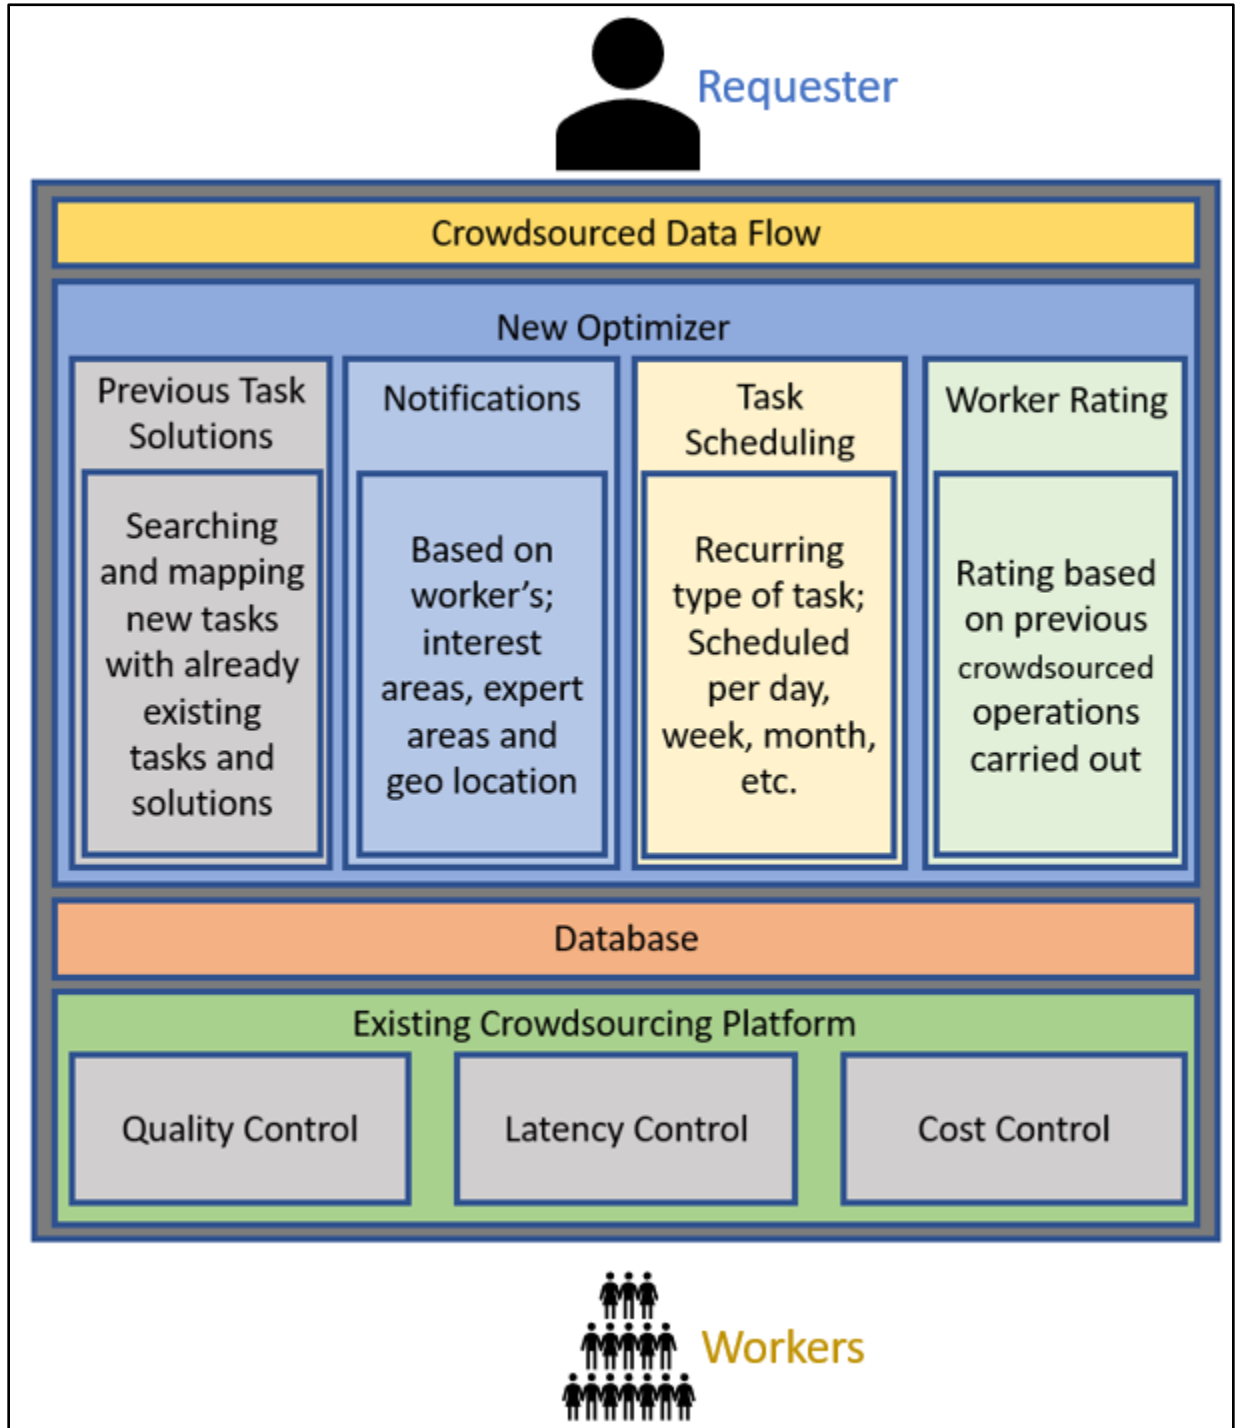 Requester
Crowdsourced Data Flow
New Optimizer
Previous Task
Solutions
Searching
and mapping
new tasks
with already
existing
tasks and
solutions
Notifications
Based on
worker’s;
interest
areas, expert
areas and
geo location
Task
Scheduling
Recurring
type of task;
Scheduled
per day,
week, month,
etc.
Worker Rating
Rating based
on previous
crowdsourced
operations
carried out
Database
Existing Crowdsourcing Platform
Quality Control
Latency Control
Cost Control
Workers